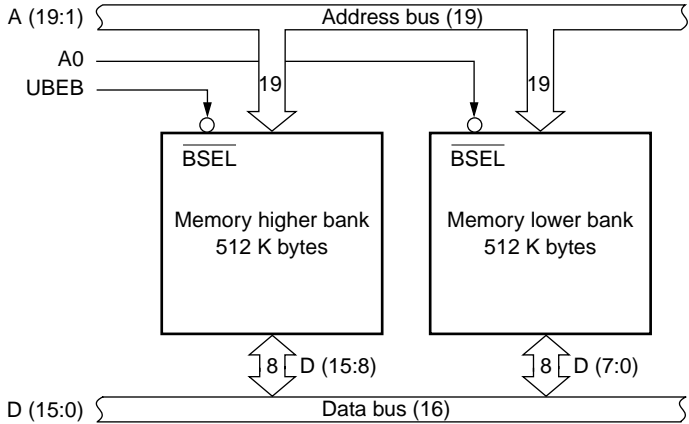 A (19:1)
Address bus (19)
A0
UBEB
19
19
BSEL
BSEL
Memory higher bank
512 K bytes
Memory lower bank
512 K bytes
8
D (15:8)
8
D (7:0)
D (15:0)
Data bus (16)